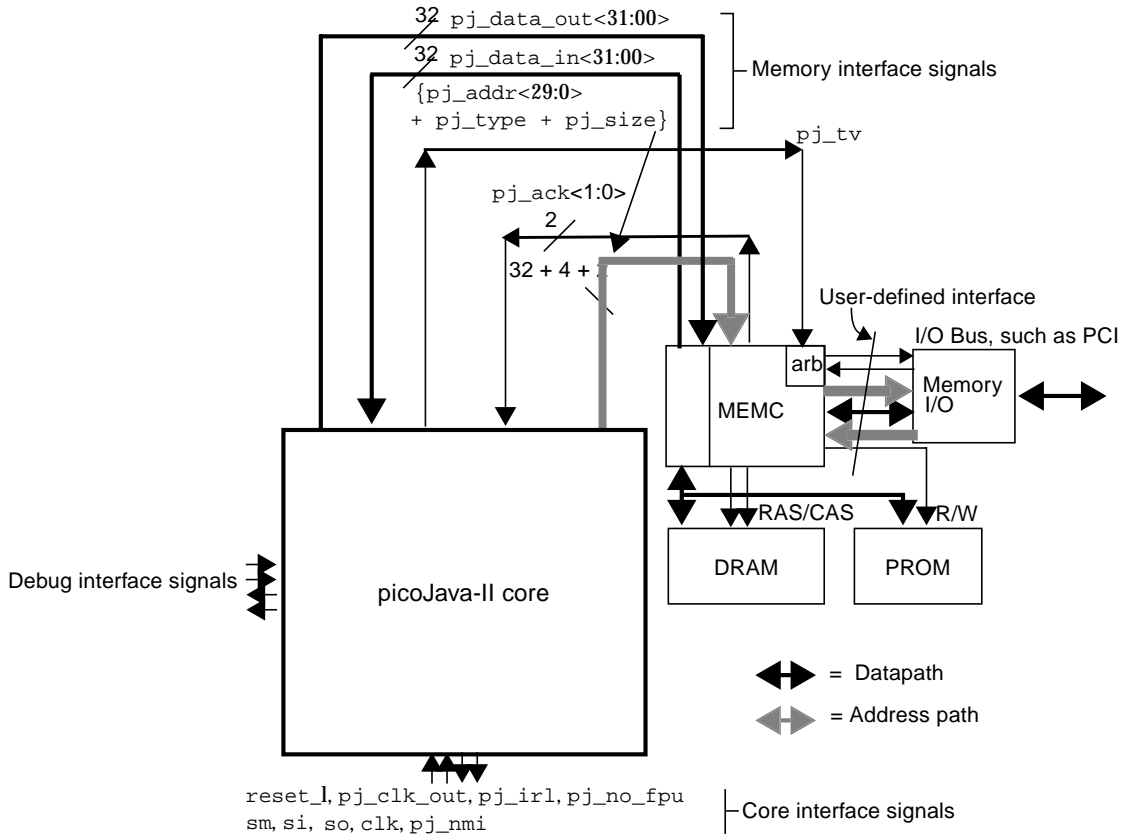 32 pj_data_out<31:00>
32 pj_data_in<31:00>
Memory interface signals
{pj_addr<29:0>
+ pj_type + pj_size}
pj_tv
pj_ack<1:0>
2
32 + 4 +
User-defined interface
I/O Bus, such as PCI
arb
Memory
I/O
MEMC
RAS/CAS
R/W
DRAM
PROM
Debug interface signals
picoJava-II core
= Datapath
= Address path
reset_l, pj_clk_out, pj_irl, pj_no_fpu
sm, si, so, clk, pj_nmi
Core interface signals